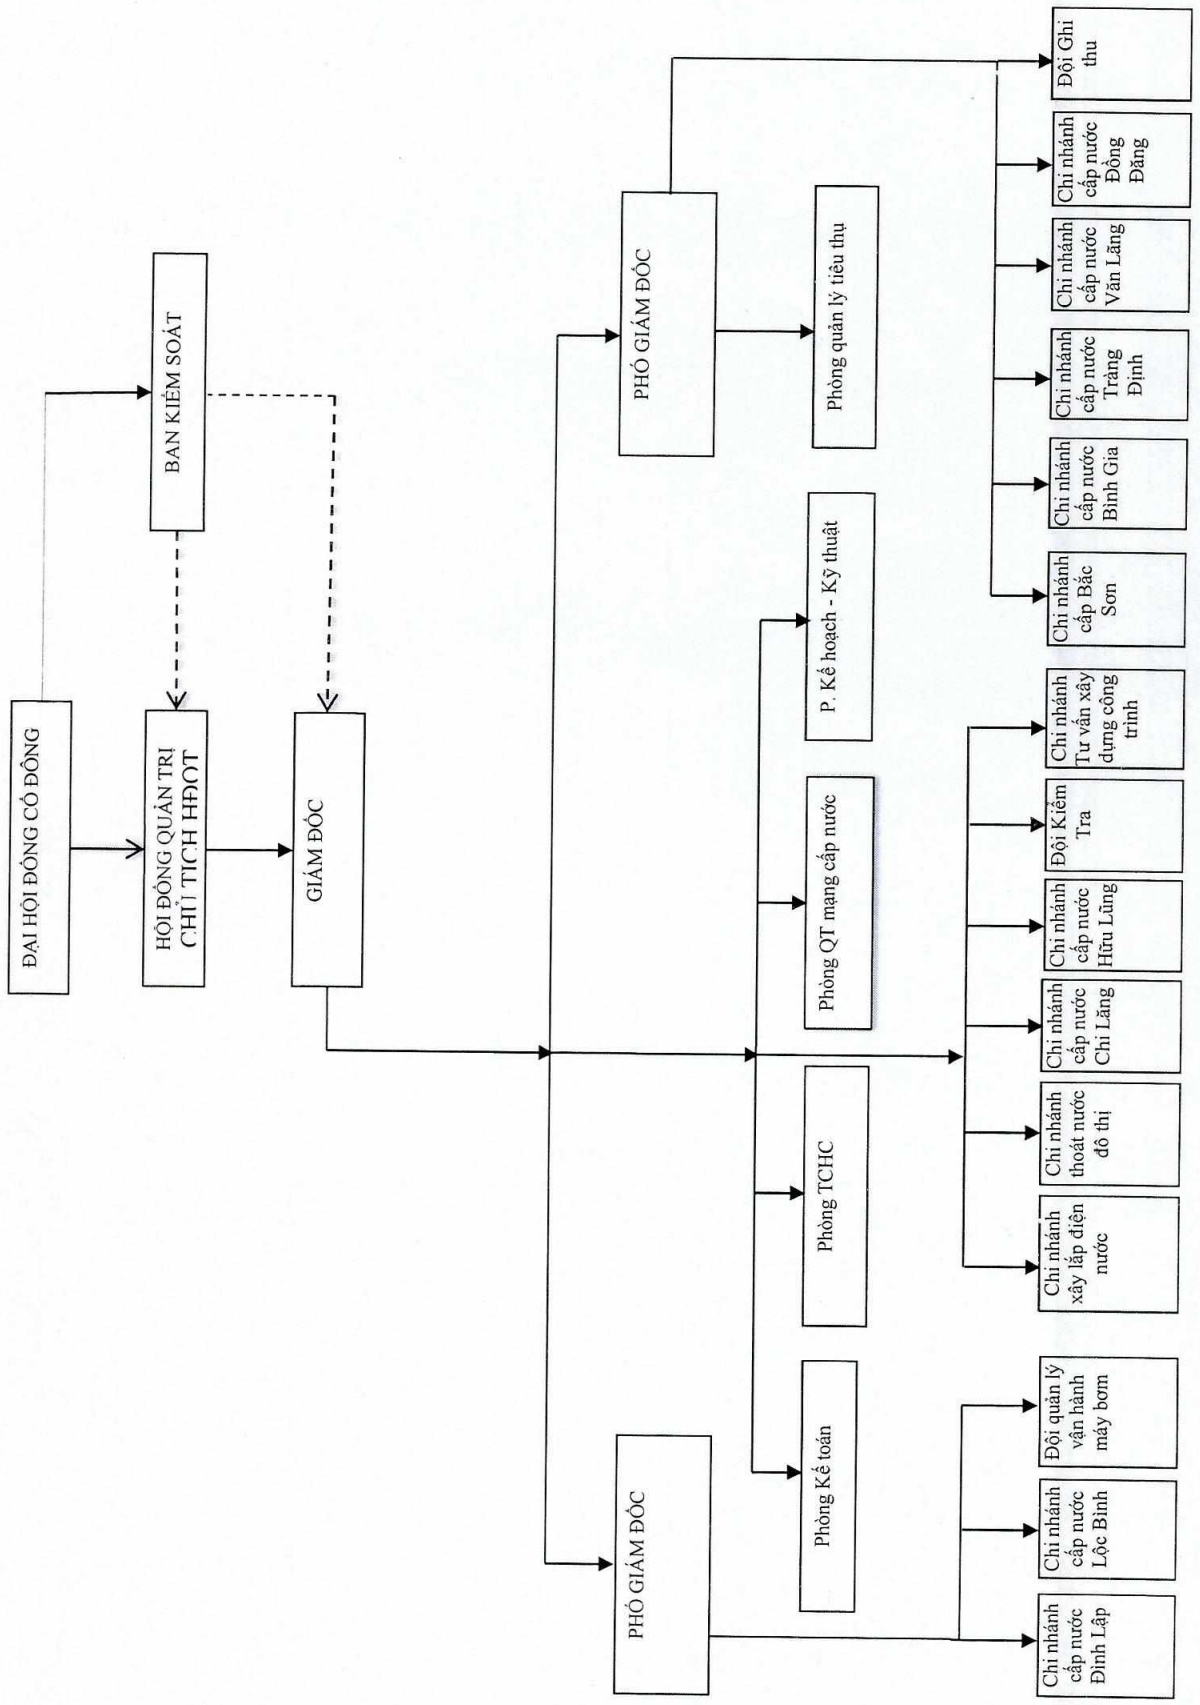 ĐẠI HỘI ĐỒNG CỔ ĐÔNG
BAN KIỂM SOÁT
HỘI ĐỒNG QUẢN TRỊ
CHỦ TỊCH HĐQT
GIÁM ĐỐC
PHÓ GIÁM ĐỐC
PHÓ GIÁM ĐỐC
Phòng Kế toán
Phòng TCHC
Phòng QT mạng cấp nước
P. Kế hoạch - Kỹ thuật
Phòng quản lý tiêu thụ
Chi nhánh
cấp nước
Đình Lập
Chi nhánh
cấp nước
Lộc Bình
Đội quản lý
vận hành
máy bơm
Chi nhánh
xây lắp điện
nước
Chi nhánh
thoát nước
đô thị
Chi nhánh
cấp nước
Chi Lăng
Chi nhánh
cấp nước
Hữu Lũng
Đội Kiểm
Tra
Chi nhánh
Tư vấn xây
dựng công
trình
Chi nhánh
cấp Bắc
Sơn
Chi nhánh
cấp nước
Bình Gia
Chi nhánh
cấp nước
Tràng
Định
Chi nhánh
cấp nước
Văn Lãng
Chi nhánh
cấp nước
Đồng
Đăng
Đội Ghi
thu